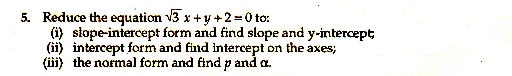 5. Reduce the equation √3 x + y + 2 = 0 to:
(i) slope-intercept form and find slope and y-intercept;
(ii) intercept form and find intercept on the axes;
(iii) the normal form and find p and α.